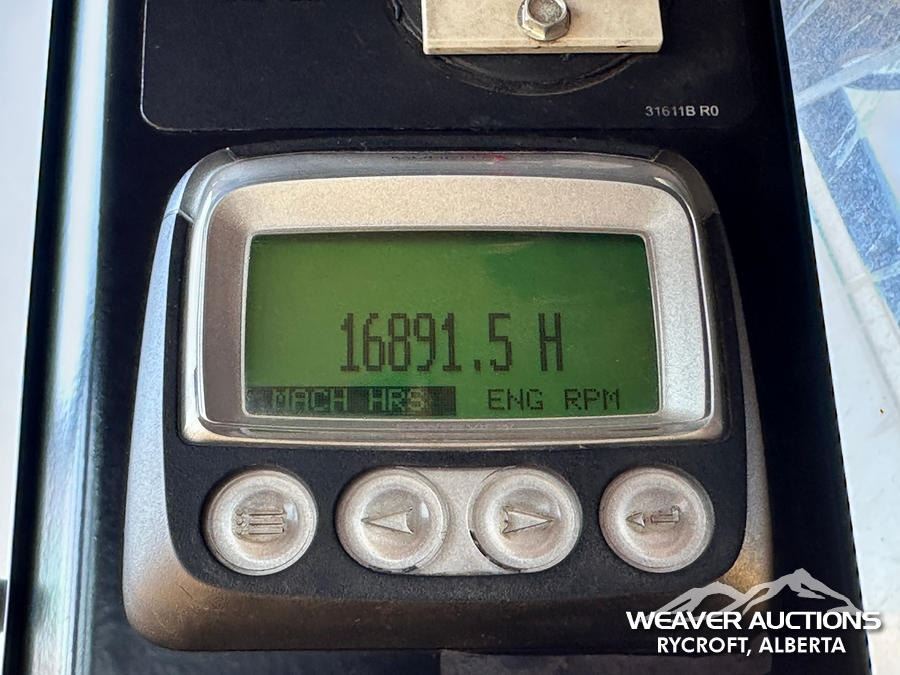 31611B R0
16891.5 H
MACH HRS ENG RPM
WEAVER AUCTIONS
RYCROFT, ALBERTA